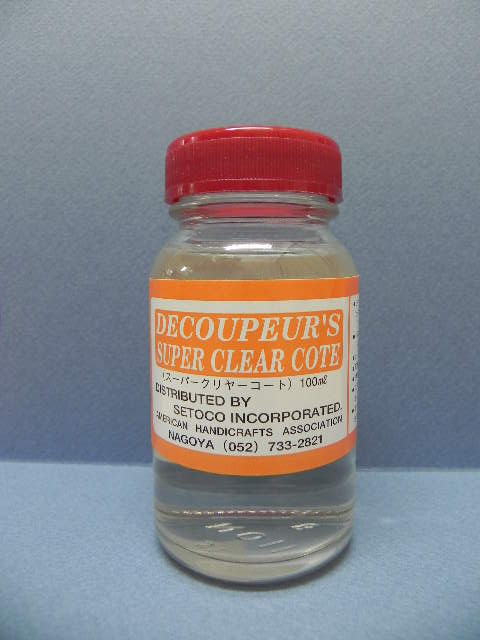 DECOUPEUR'S
SUPER CLEAR COTE
(スーパークリヤーコート) 100㎖
DISTRIBUTED BY
SETOCO INCORPORATED.
AMERICAN HANDICRAFTS ASSOCIATION
NAGOYA (052) 733-2821